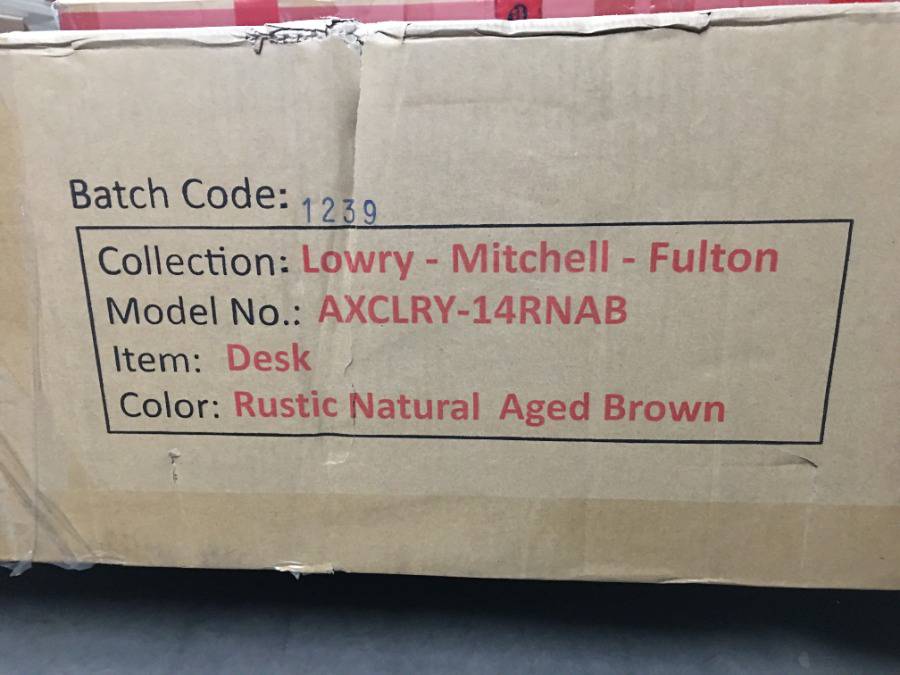 Batch Code: 1239
Collection: Lowry - Mitchell - Fulton
Model No.: AXCLRY-14RNAB
Item: Desk
Color: Rustic Natural Aged Brown